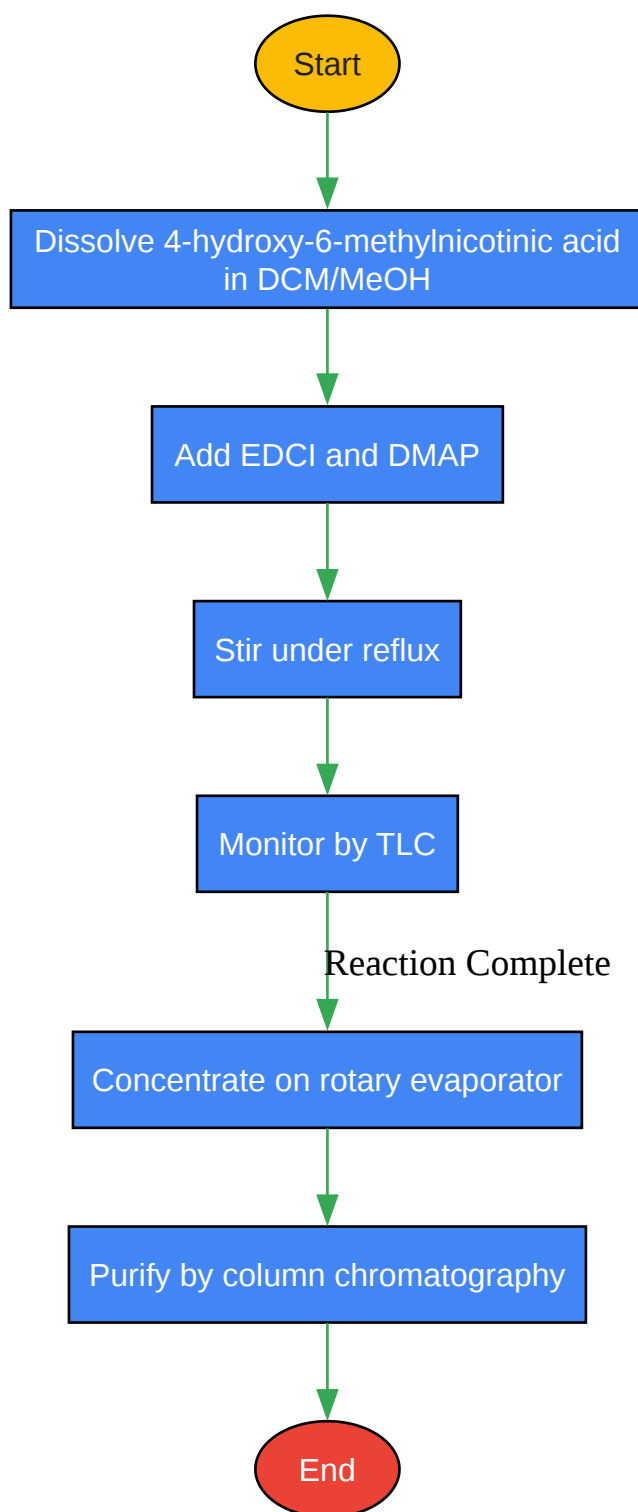 Start
Dissolve 4-hydroxy-6-methylnicotinic acid
in DCM/MeOH
Add EDCI and DMAP
Stir under reflux
Monitor by TLC
Reaction Complete
Concentrate on rotary evaporator
Purify by column chromatography
End